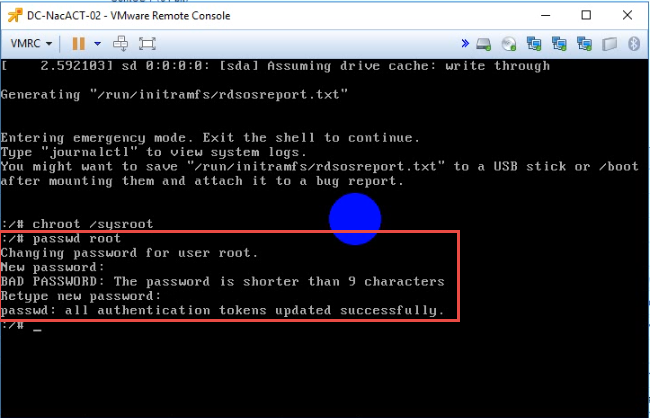 DC-NacACT-02 - VMware Remote Console
VMRC
[    2.592103] sd 0:0:0:0: [sda] Assuming drive cache: write through
Generating "/run/initramfs/rdsosreport.txt"
Entering emergency mode. Exit the shell to continue.
Type "journalctl" to view system logs.
You might want to save "/run/initramfs/rdsosreport.txt" to a USB stick or /boot
after mounting them and attach it to a bug report.
:/# chroot /sysroot
:/# passwd root
Changing password for user root.
New password:
BAD PASSWORD: The password is shorter than 9 characters
Retype new password:
passwd: all authentication tokens updated successfully.
:/# _